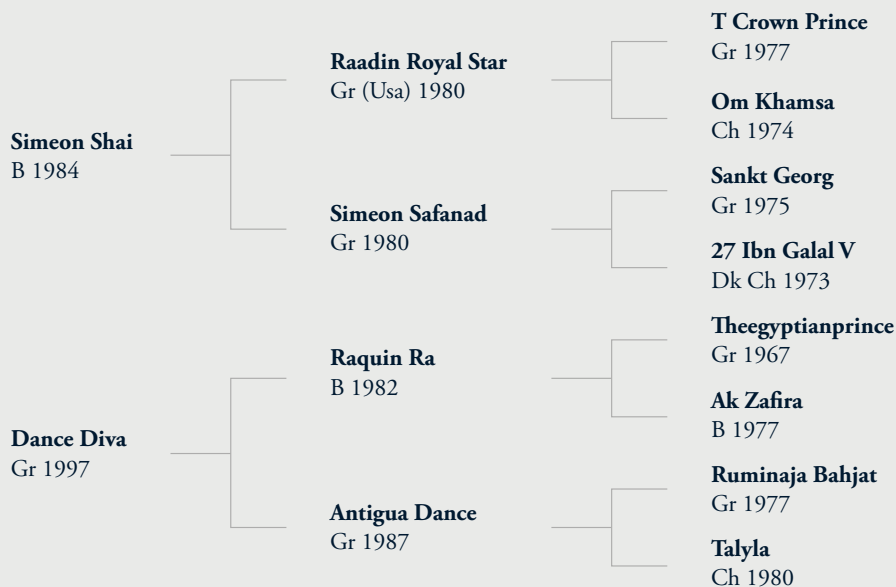 Simeon Shai
B 1984
Dance Diva
Gr 1997
Raadin Royal Star
Gr (Usa) 1980
Simeon Safanad
Gr 1980
Raquin Ra
B 1982
Antigua Dance
Gr 1987
T Crown Prince
Gr 1977
Om Khamsa
Ch 1974
Sankt Georg
Gr 1975
27 Ibn Galal V
Dk Ch 1973
Theegyptianprince
Gr 1967
Ak Zafira
B 1977
Ruminaja Bahjat
Gr 1977
Talyla
Ch 1980